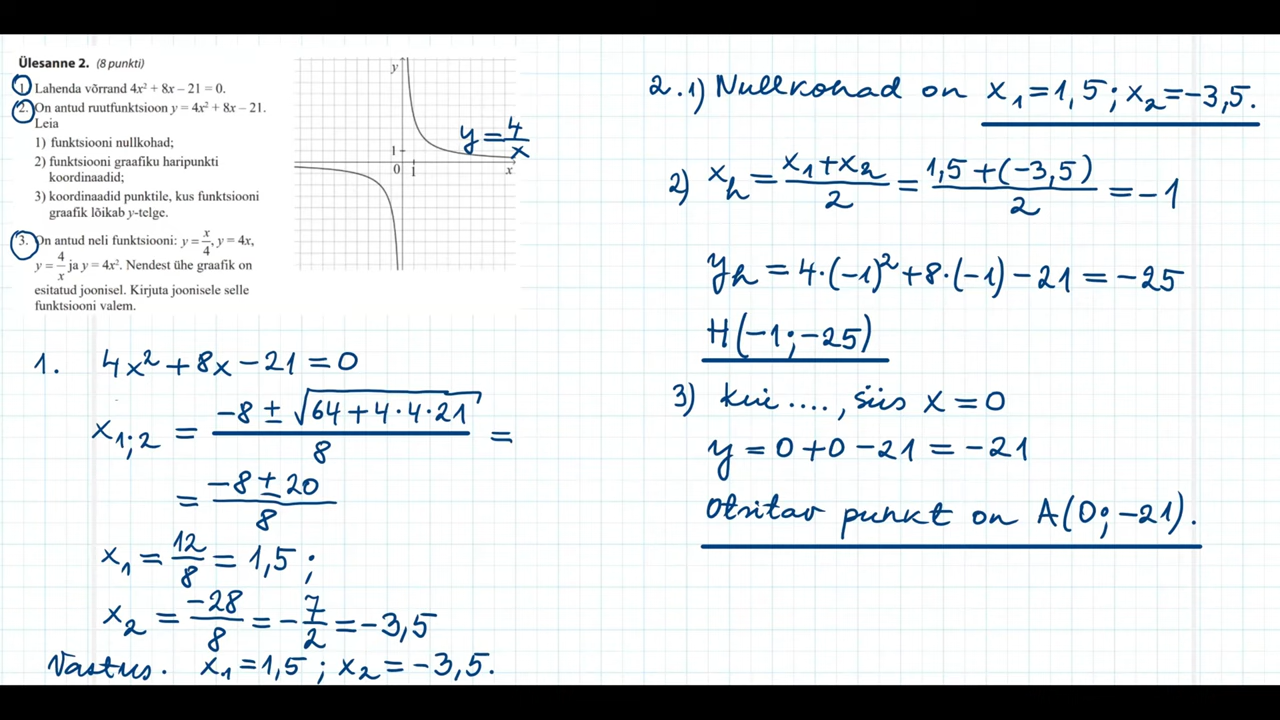 Ülesanne 2. (8 punkti)
1. Lahenda võrrand 4x² + 8x – 21 = 0.
2. On antud ruutfunktsioon y = 4x² + 8x – 21.
Leia
1) funktsiooni nullkohad;
2) funktsiooni graafiku haripunkti
koordinaadid;
3) koordinaadid punktile, kus funktsiooni
graafik lõikab y-telge.
3. On antud neli funktsiooni: y = x/4, y = 4x,
y = 4/x ja y = 4x². Nendest ühe graafik on
esitatud joonisel. Kirjuta joonisele selle
funktsiooni valem.
y
y = 4/x
1
0 1 x
1. 4x² + 8x – 21 = 0
x₁;₂ = (–8 ± √(64 + 4·4·21))/8 =
= (–8 ± 20)/8
x₁ = 12/8 = 1,5 ;
x₂ = –28/8 = –7/2 = –3,5
Vastus. x₁ = 1,5 ; x₂ = –3,5.
2.1) Nullkohad on x₁ = 1,5 ; x₂ = –3,5.
2) xh = (x₁ + x₂)/2 = (1,5 + (–3,5))/2 = –1
yh = 4·(–1)² + 8·(–1) – 21 = –25
H(–1; –25)
3) kui ...., siis x = 0
y = 0 + 0 – 21 = –21
Otsitav punkt on A(0; –21).